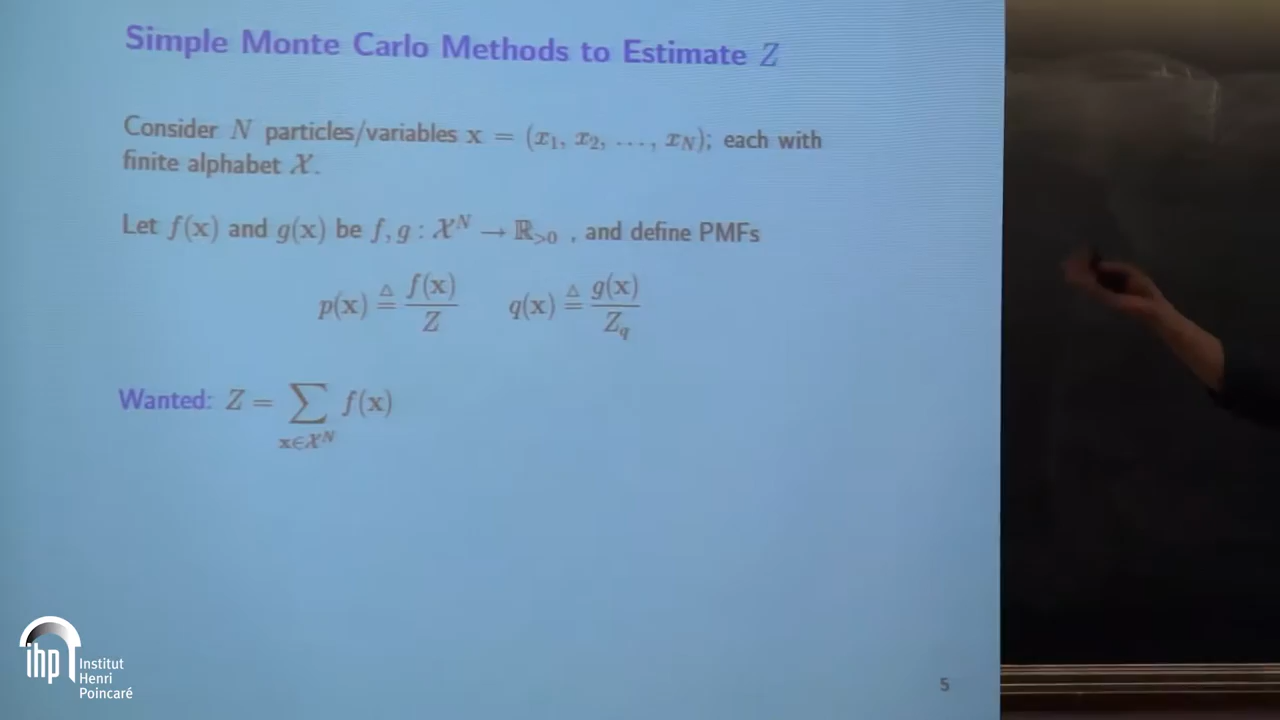 Simple Monte Carlo Methods to Estimate Z
Consider N particles/variables x = (x₁, x₂, …, x_N); each with
finite alphabet 𝒳.
Let f(x) and g(x) be f, g : 𝒳^N → ℝ_{>0} , and define PMFs
p(x) ≜ f(x)/Z q(x) ≜ g(x)/Z_q
Wanted: Z = ∑_{x∈𝒳^N} f(x)
ihp Institut
Henri
Poincaré
5